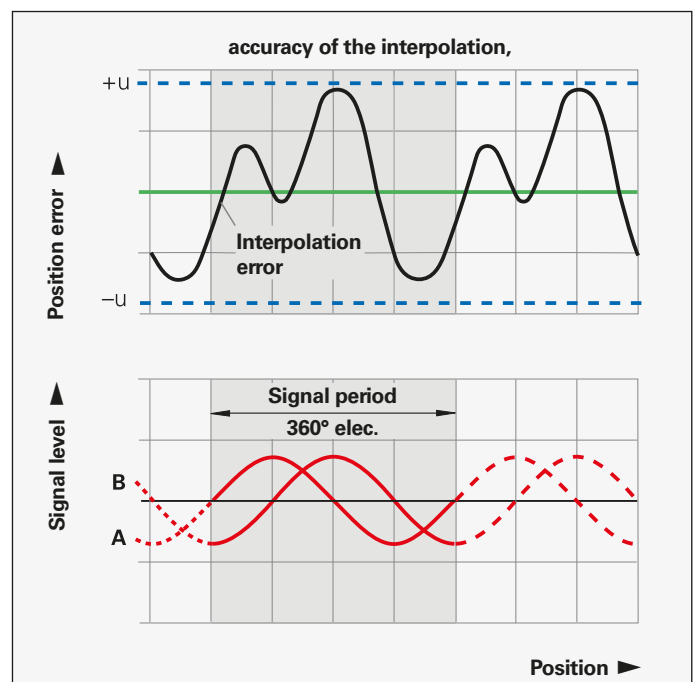 accuracy of the interpolation,
+u
Position error
Interpolation
error
–u
Signal level
Signal period
360° elec.
B
A
Position